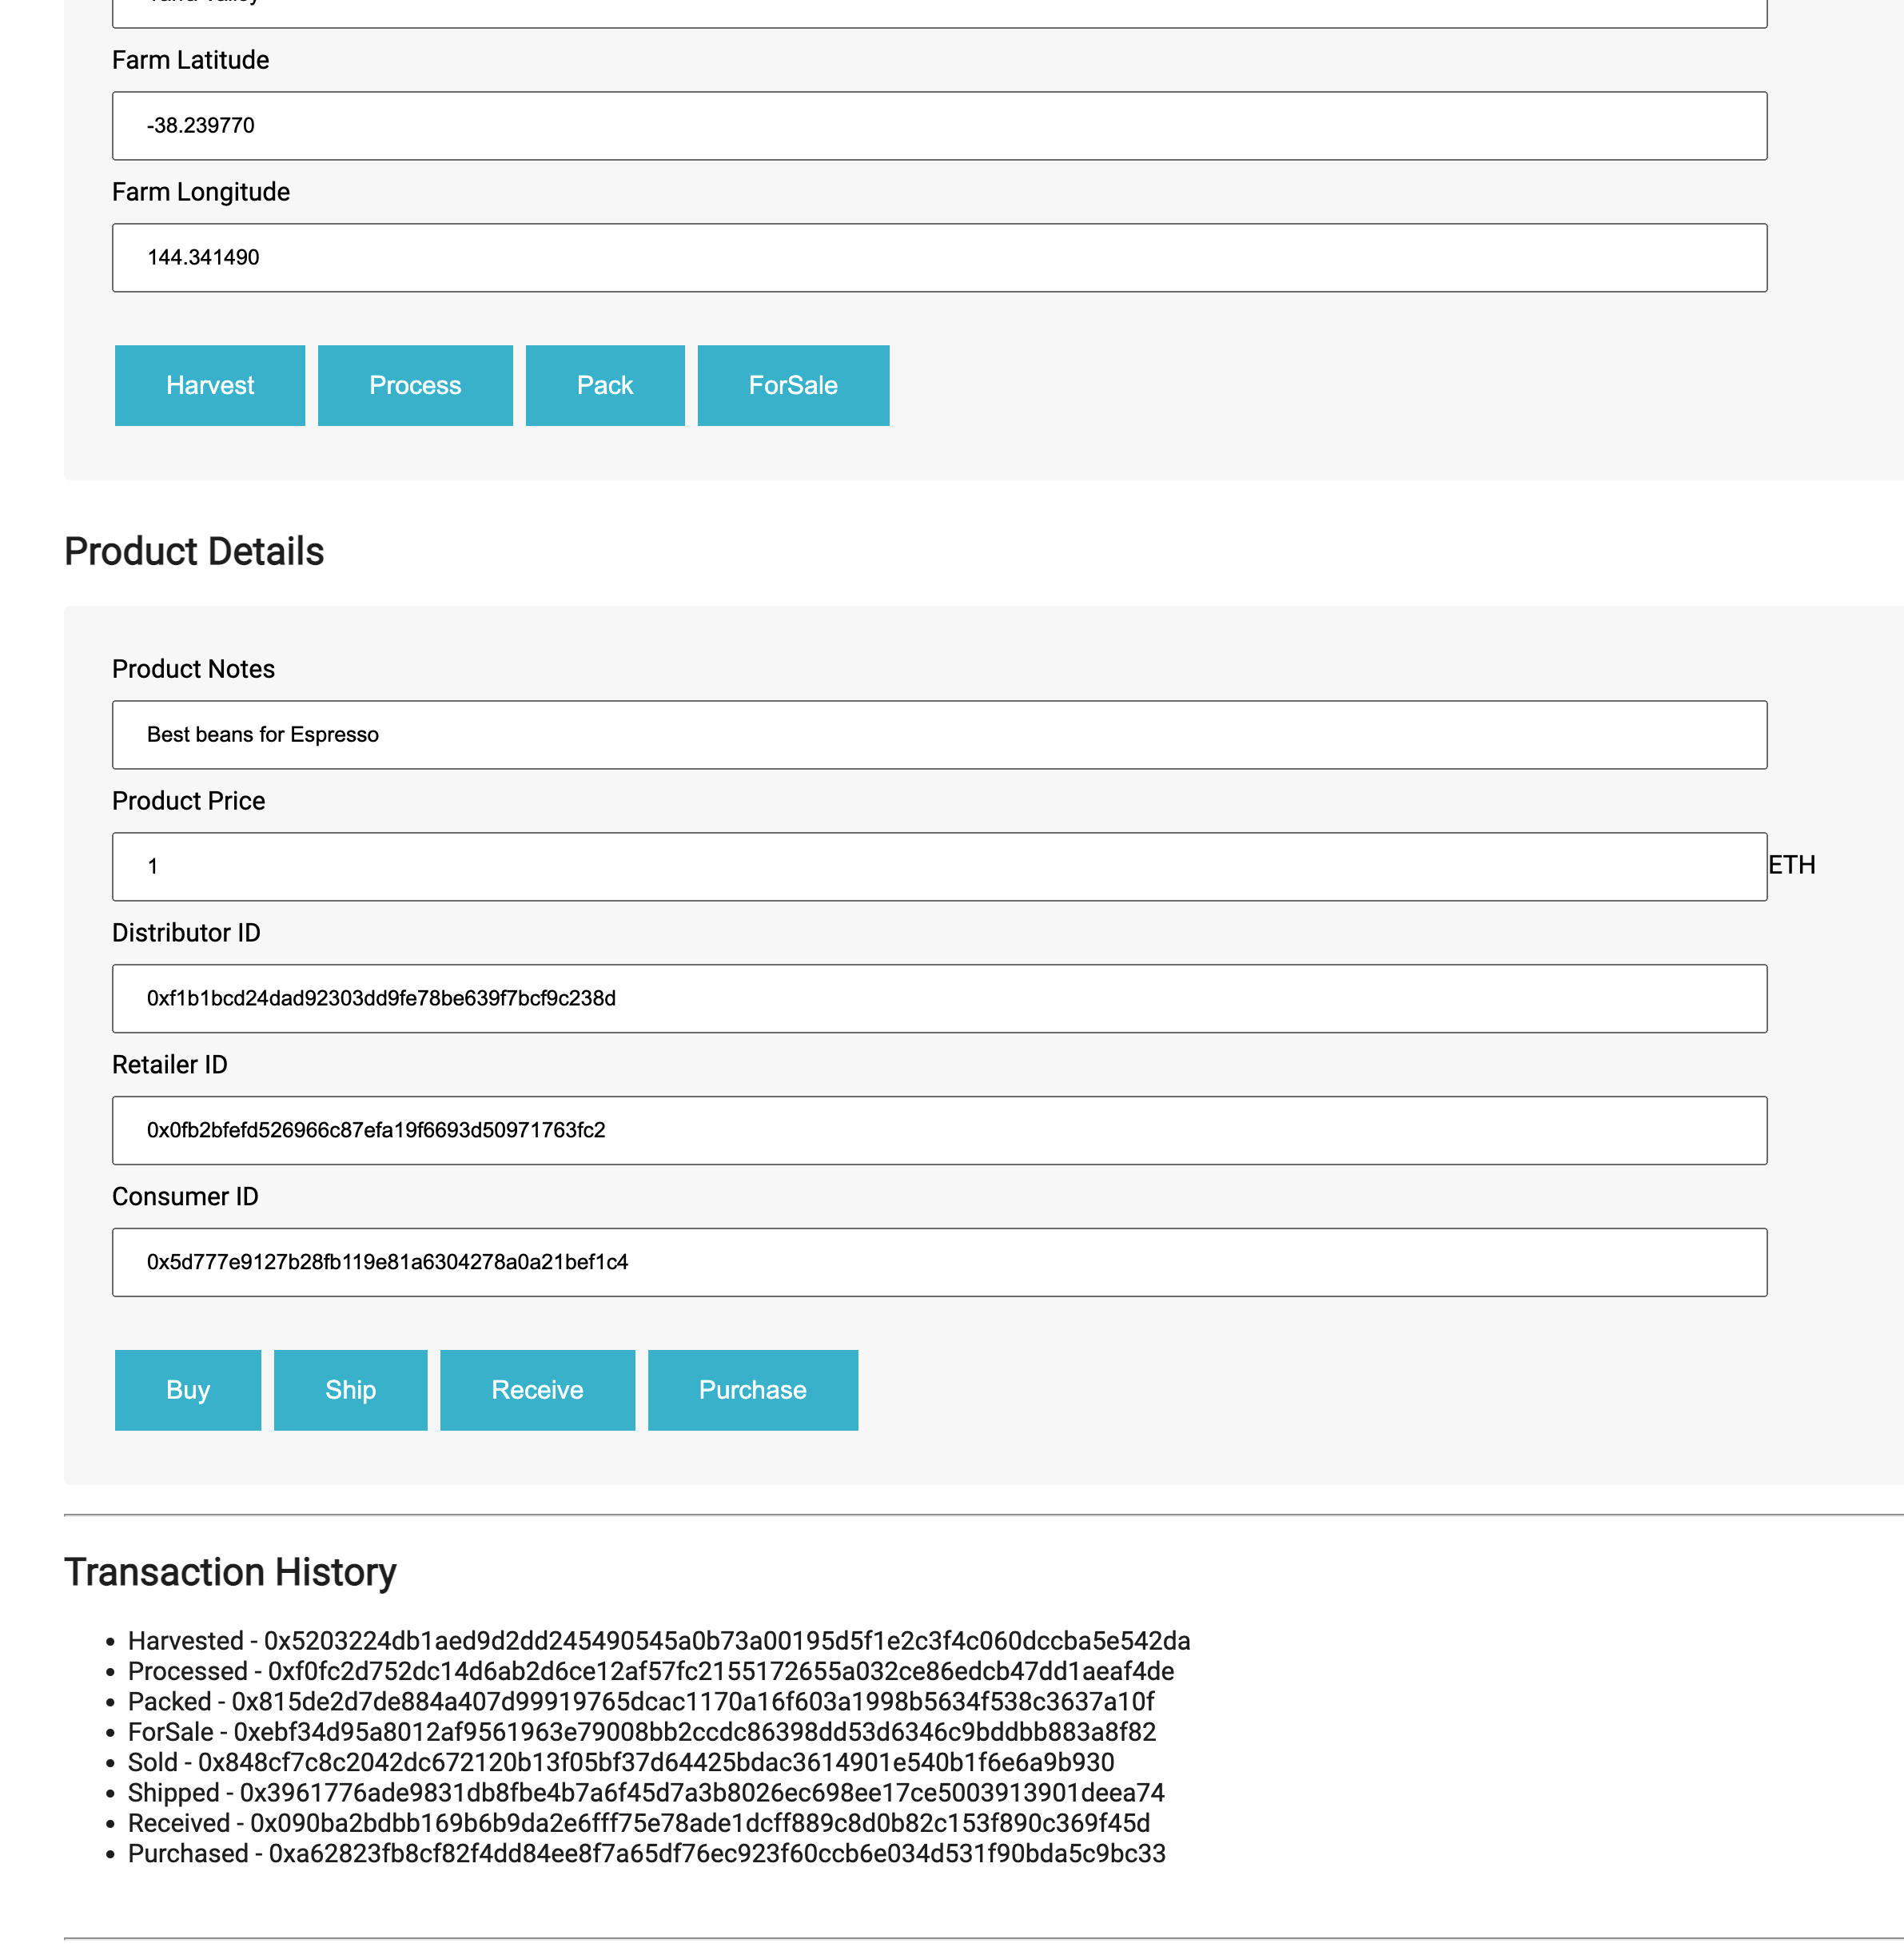 Farm Latitude
-38.239770
Farm Longitude
144.341490
Harvest Process Pack ForSale
Product Details
Product Notes
Best beans for Espresso
Product Price
1 ETH
Distributor ID
0xf1b1bcd24dad92303dd9fe78be639f7bcf9c238d
Retailer ID
0x0fb2bfefd526966c87efa19f6693d50971763fc2
Consumer ID
0x5d777e9127b28fb119e81a6304278a0a21bef1c4
Buy Ship Receive Purchase
Transaction History
Harvested - 0x5203224db1aed9d2dd245490545a0b73a00195d5f1e2c3f4c060dccba5e542da
Processed - 0xf0fc2d752dc14d6ab2d6ce12af57fc2155172655a032ce86edcb47dd1aeaf4de
Packed - 0x815de2d7de884a407d99919765dcac1170a16f603a1998b5634f538c3637a10f
ForSale - 0xebf34d95a8012af9561963e79008bb2ccdc86398dd53d6346c9bddbb883a8f82
Sold - 0x848cf7c8c2042dc672120b13f05bf37d64425bdac3614901e540b1f6e6a9b930
Shipped - 0x3961776ade9831db8fbe4b7a6f45d7a3b8026ec698ee17ce5003913901deea74
Received - 0x090ba2bdbb169b6b9da2e6fff75e78ade1dcff889c8d0b82c153f890c369f45d
Purchased - 0xa62823fb8cf82f4dd84ee8f7a65df76ec923f60ccb6e034d531f90bda5c9bc33